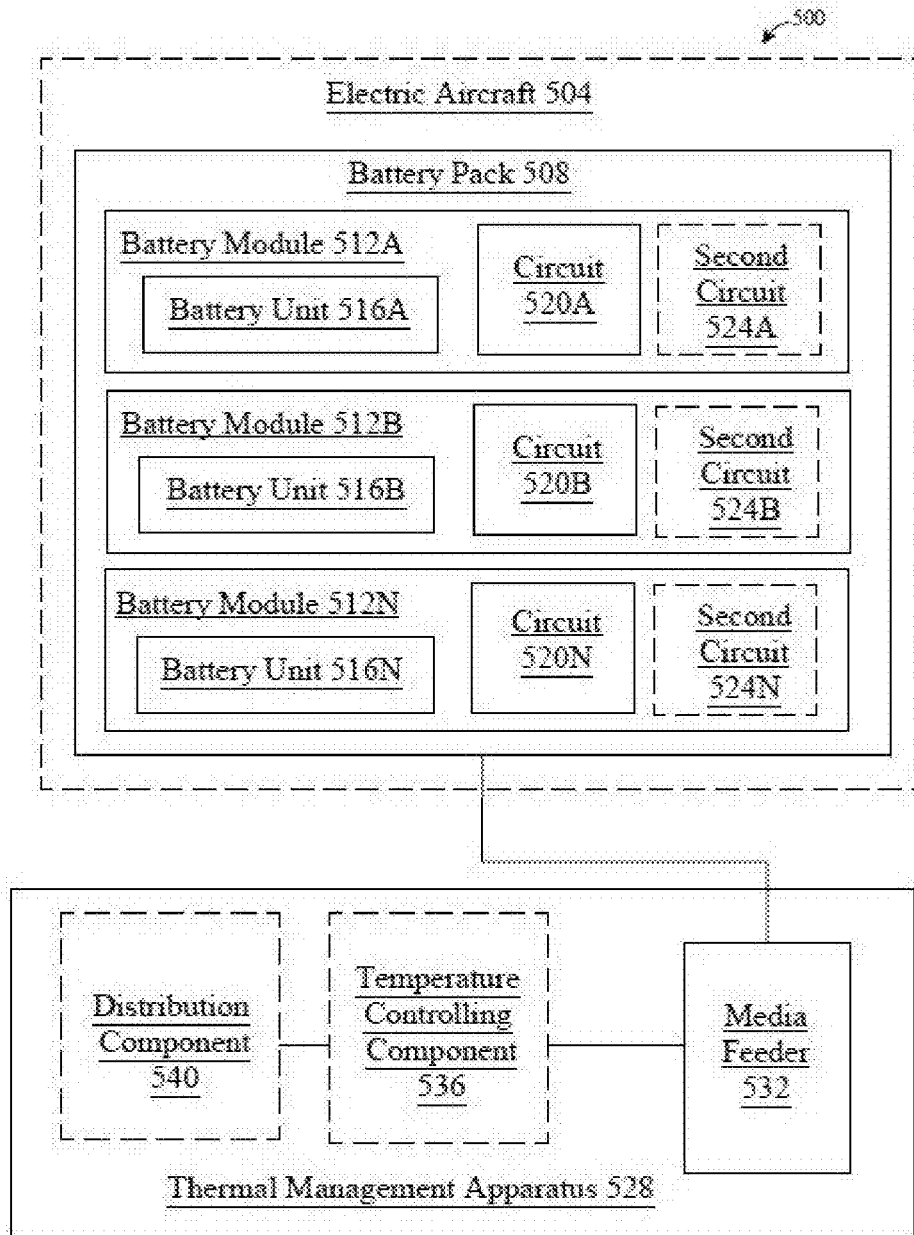 500
Electric Aircraft 504
Battery Pack 508
Battery Module 512A
Battery Unit 516A
Circuit
520A
Second
Circuit
524A
Battery Module 512B
Battery Unit 516B
Circuit
520B
Second
Circuit
524B
Battery Module 512N
Battery Unit 516N
Circuit
520N
Second
Circuit
524N
Distribution
Component
540
Temperature
Controlling
Component
536
Media
Feeder
532
Thermal Management Apparatus 528